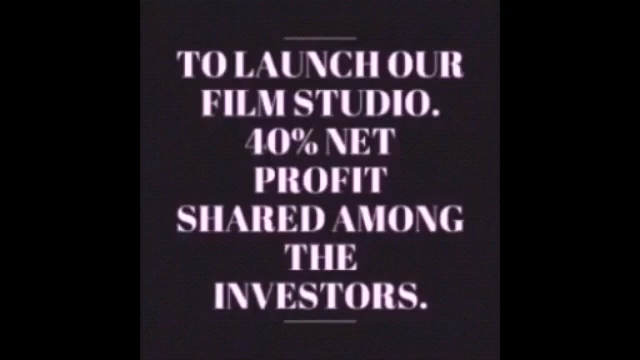 TO LAUNCH OUR
FILM STUDIO.
40% NET
PROFIT
SHARED AMONG
THE
INVESTORS.